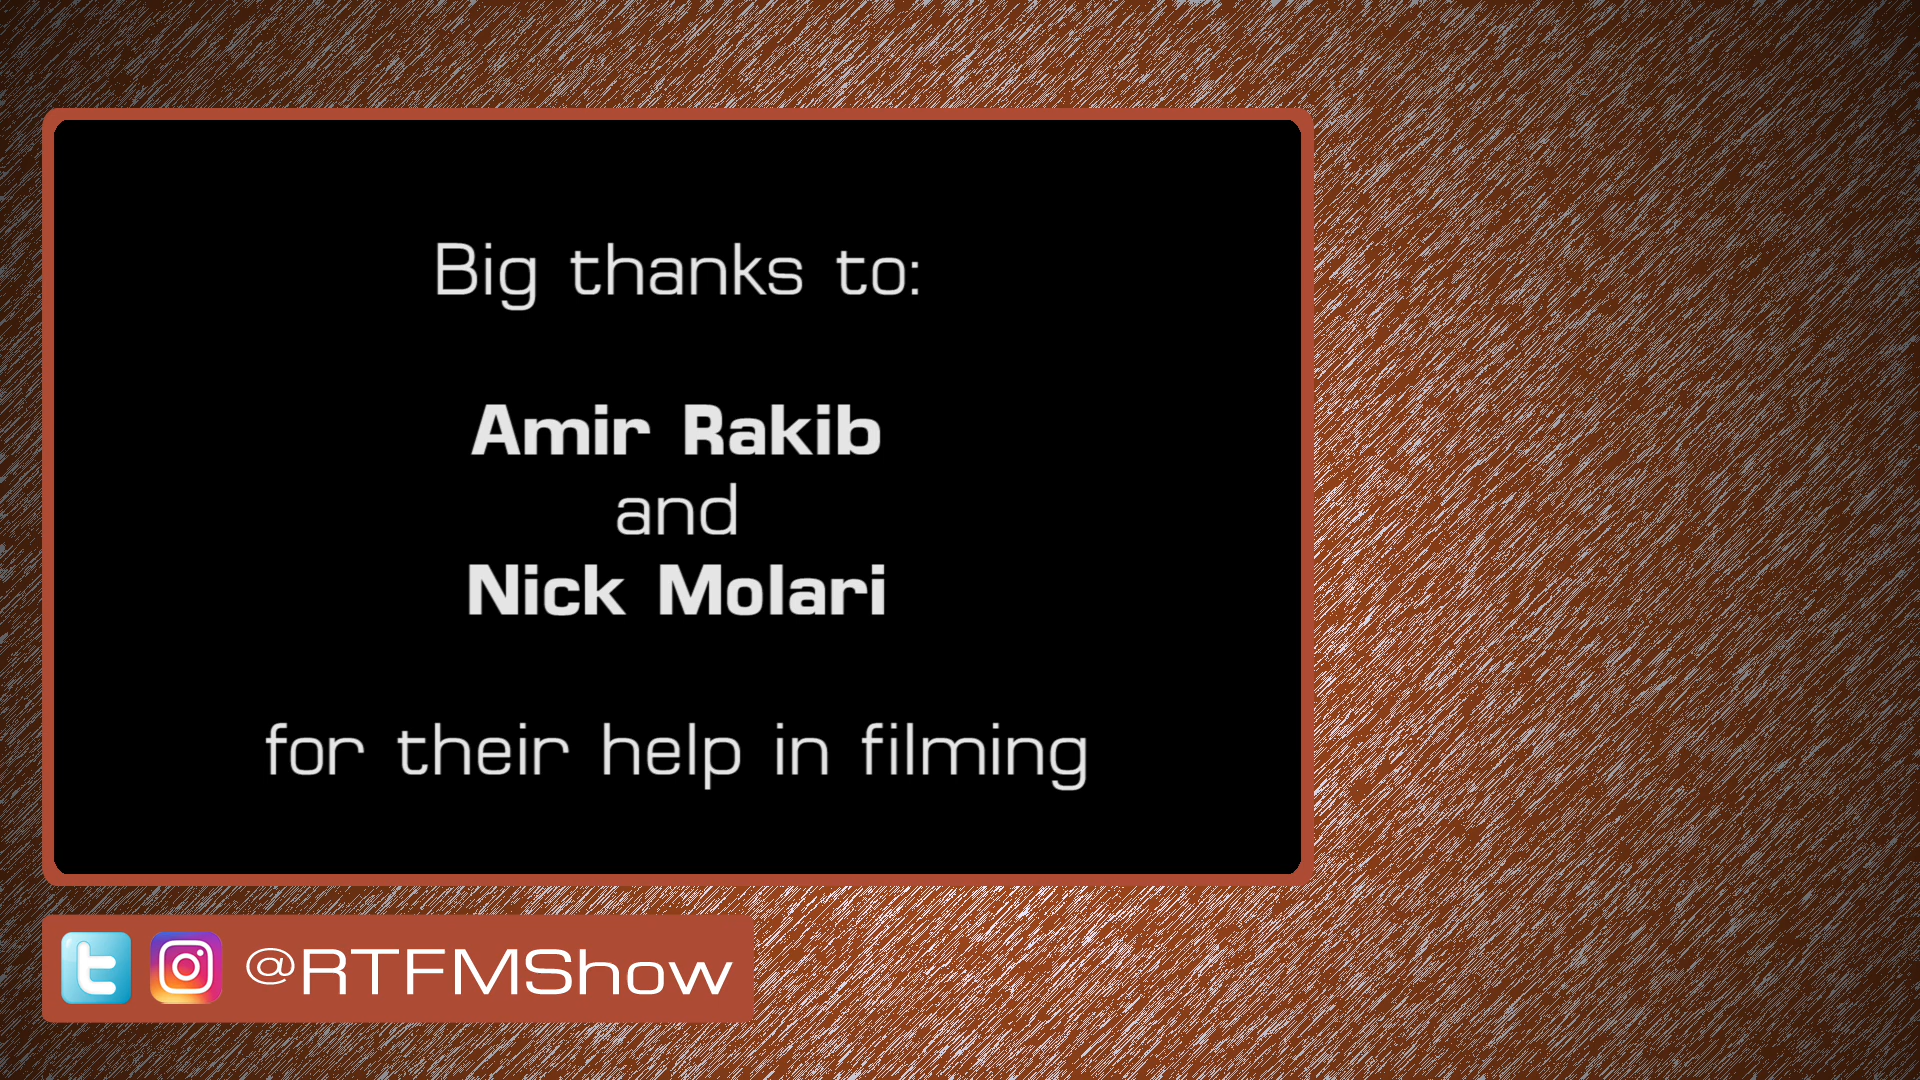 Big thanks to:
Amir Rakib
and
Nick Molari
for their help in filming
@RTFMShow